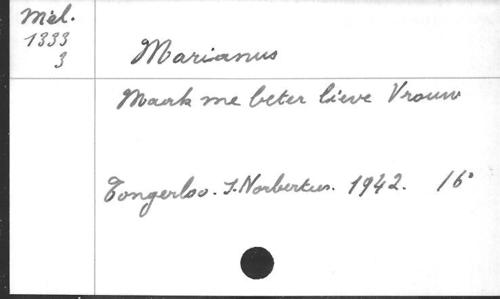 Mél.
1333
3
Marianus
Maak me beter lieve Vrouw
Tongerloo. S. Norbertus. 1942. 16°